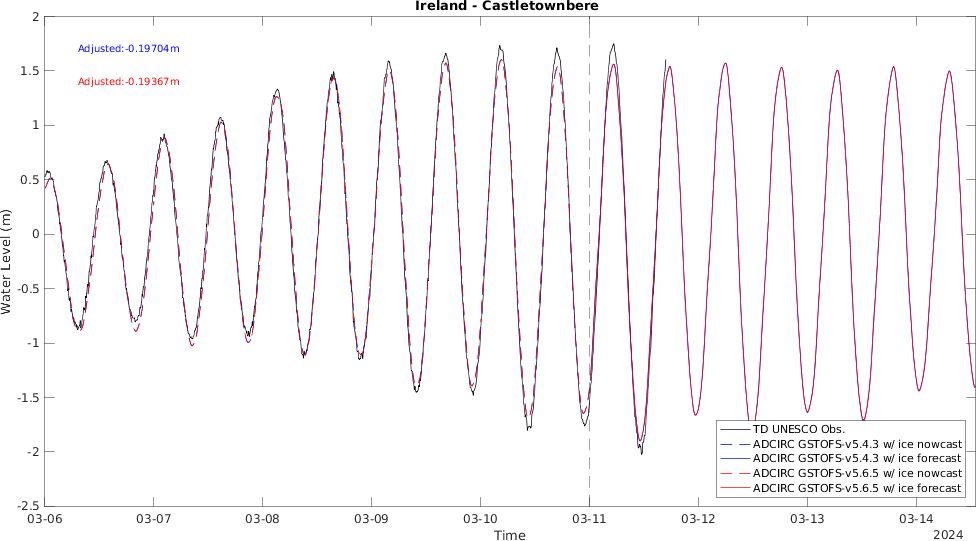 Ireland - Castletownbere
Adjusted:-0.19704m
Adjusted:-0.19367m
2
1.5
1
0.5
0
-0.5
-1
-1.5
-2
-2.5
Water Level (m)
TD UNESCO Obs.
ADCIRC GSTOFS-v5.4.3 w/ ice nowcast
ADCIRC GSTOFS-v5.4.3 w/ ice forecast
ADCIRC GSTOFS-v5.6.5 w/ ice nowcast
ADCIRC GSTOFS-v5.6.5 w/ ice forecast
03-06 03-07 03-08 03-09 03-10 03-11 03-12 03-13 03-14
Time
2024